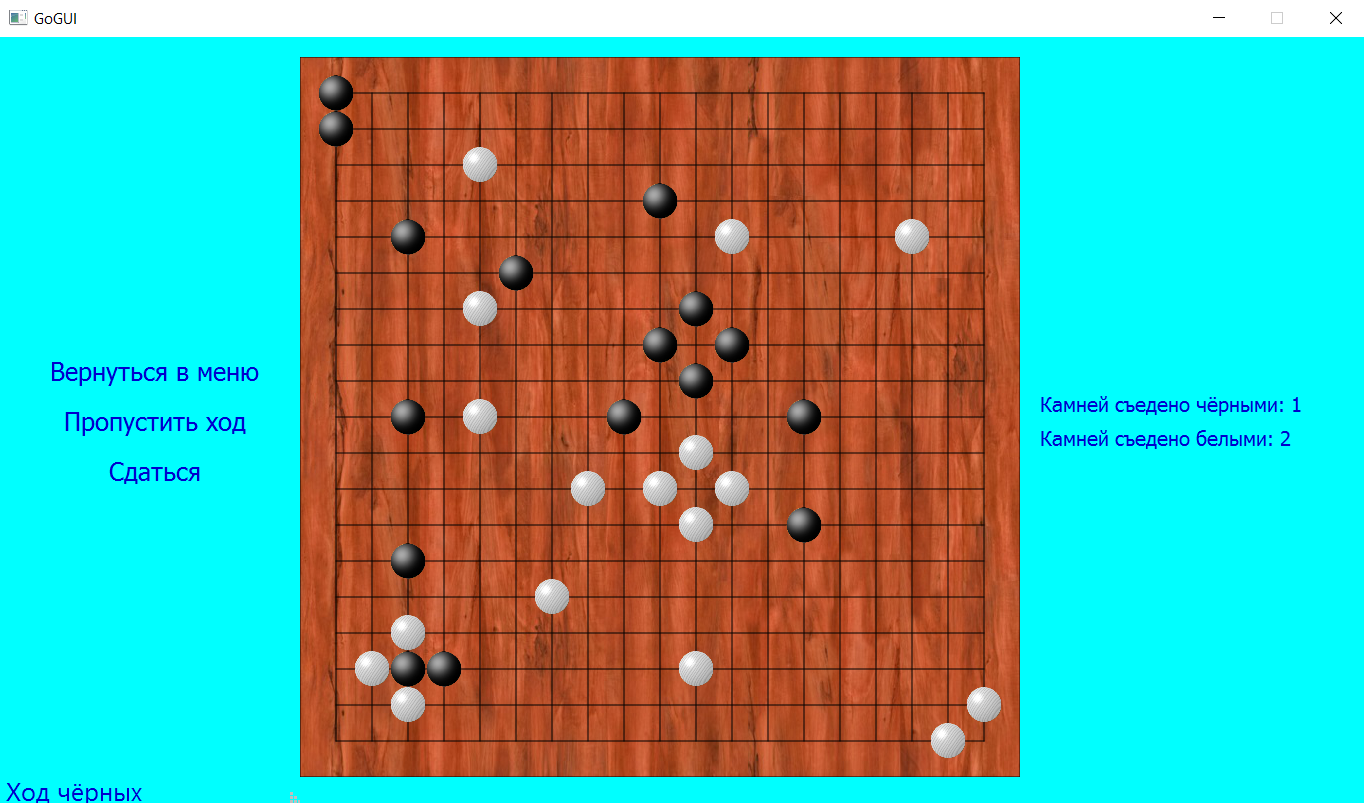 GoGUI
Вернуться в меню
Пропустить ход
Сдаться
Камней съедено чёрными: 1
Камней съедено белыми: 2
Ход чёрных